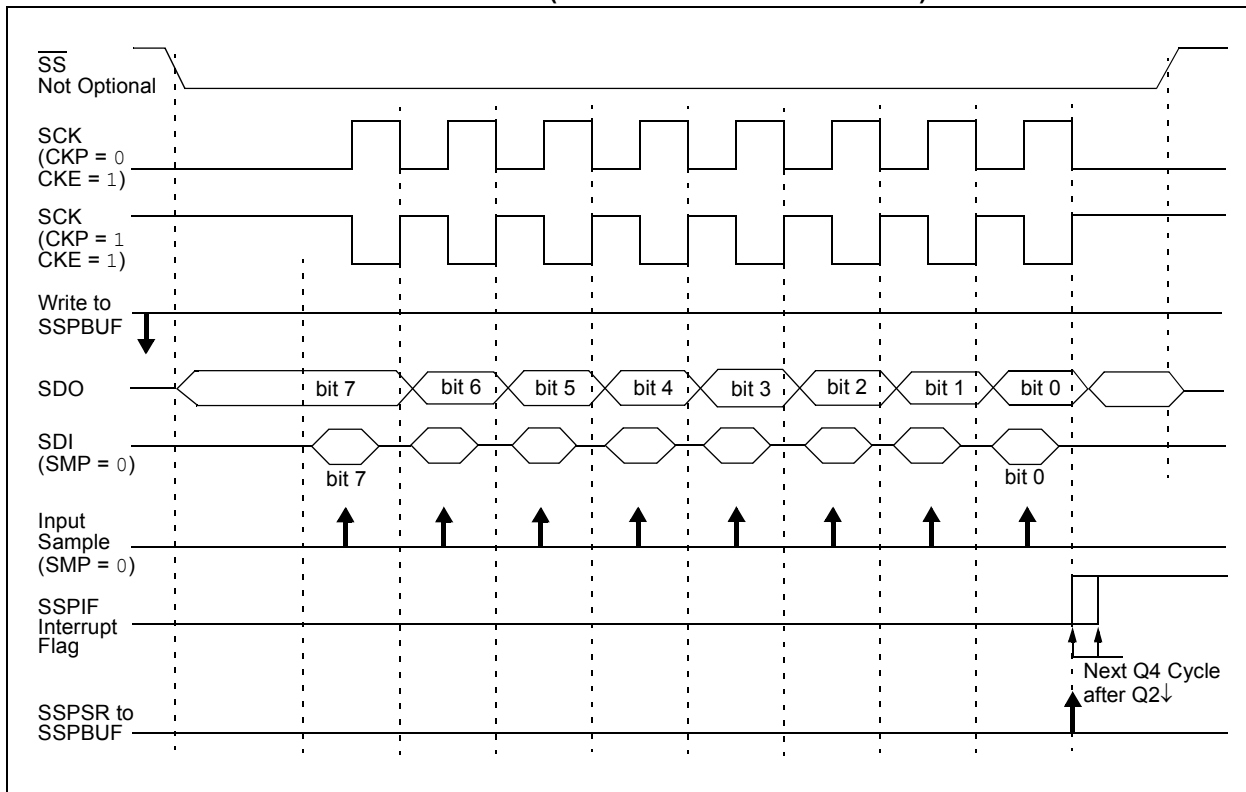 SS
Not Optional
SCK
(CKP = 0
CKE = 1)
SCK
(CKP = 1
CKE = 1)
Write to
SSPBUF
SDO
bit 7
bit 6
bit 5
bit 4
bit 3
bit 2
bit 1
bit 0
SDI
(SMP = 0)
bit 7
bit 0
Input
Sample
(SMP = 0)
SSPIF
Interrupt
Flag
Next Q4 Cycle
after Q2↓
SSPSR to
SSPBUF